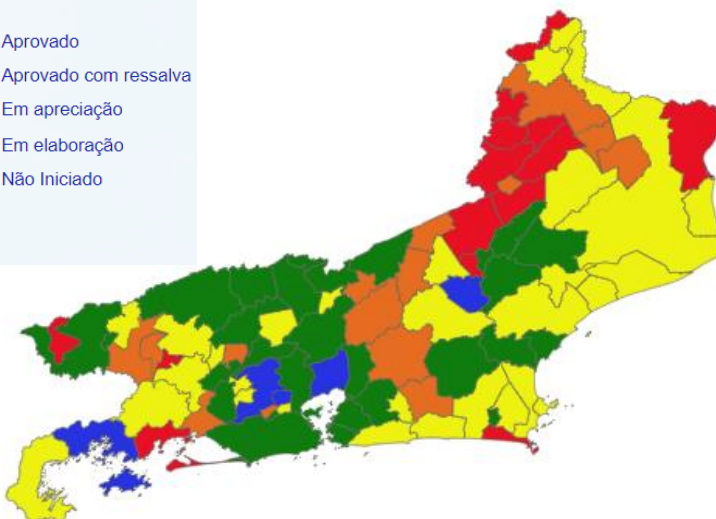 Aprovado
Aprovado com ressalva
Em apreciação
Em elaboração
Não Iniciado